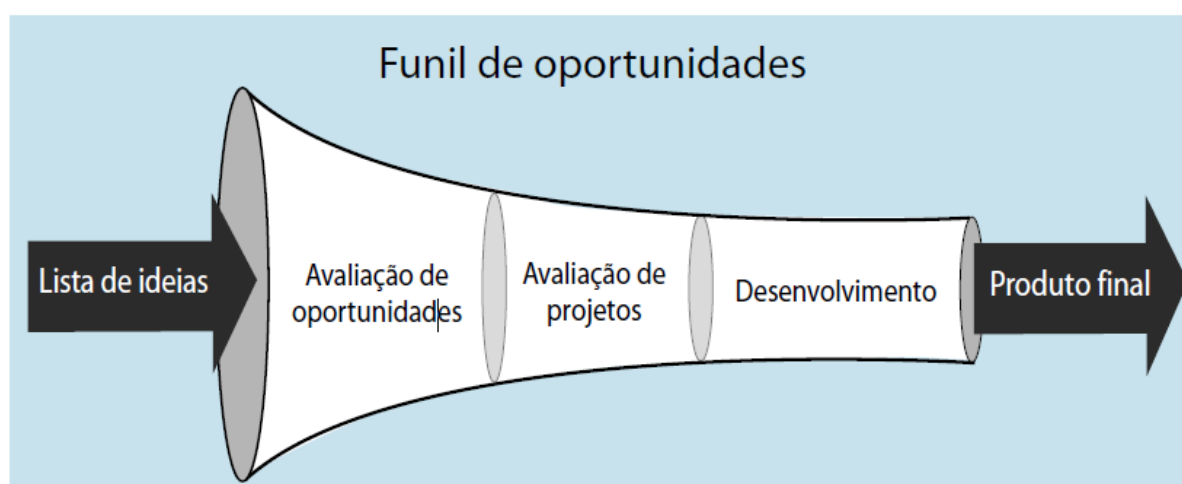 Funil de oportunidades
Lista de ideias
Avaliação de
oportunidades
Avaliação de
projetos
Desenvolvimento
Produto final